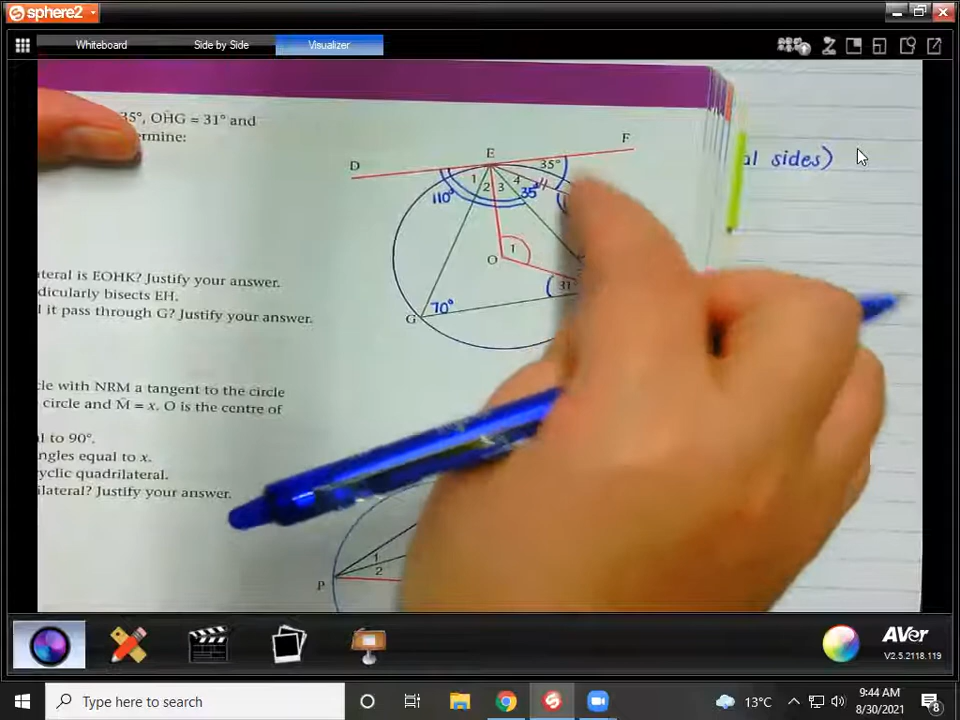 sphere2
Whiteboard
Side by Side
Visualizer
35°, OĤG = 31° and
ermine:
al sides)
F
E
D
35°
1
2
3
4
110°
35°
1
O
31°
70°
G
ateral is EOHK? Justify your answer.
dicularly bisects EH.
l it pass through G? Justify your answer.
cle with NRM a tangent to the circle
circle and M̂ = x. O is the centre of
al to 90°.
ngles equal to x.
yclic quadrilateral.
ilateral? Justify your answer.
1
2
P
AVer
V2.5.2118.119
Type here to search
13°C
9:44 AM
8/30/2021
8